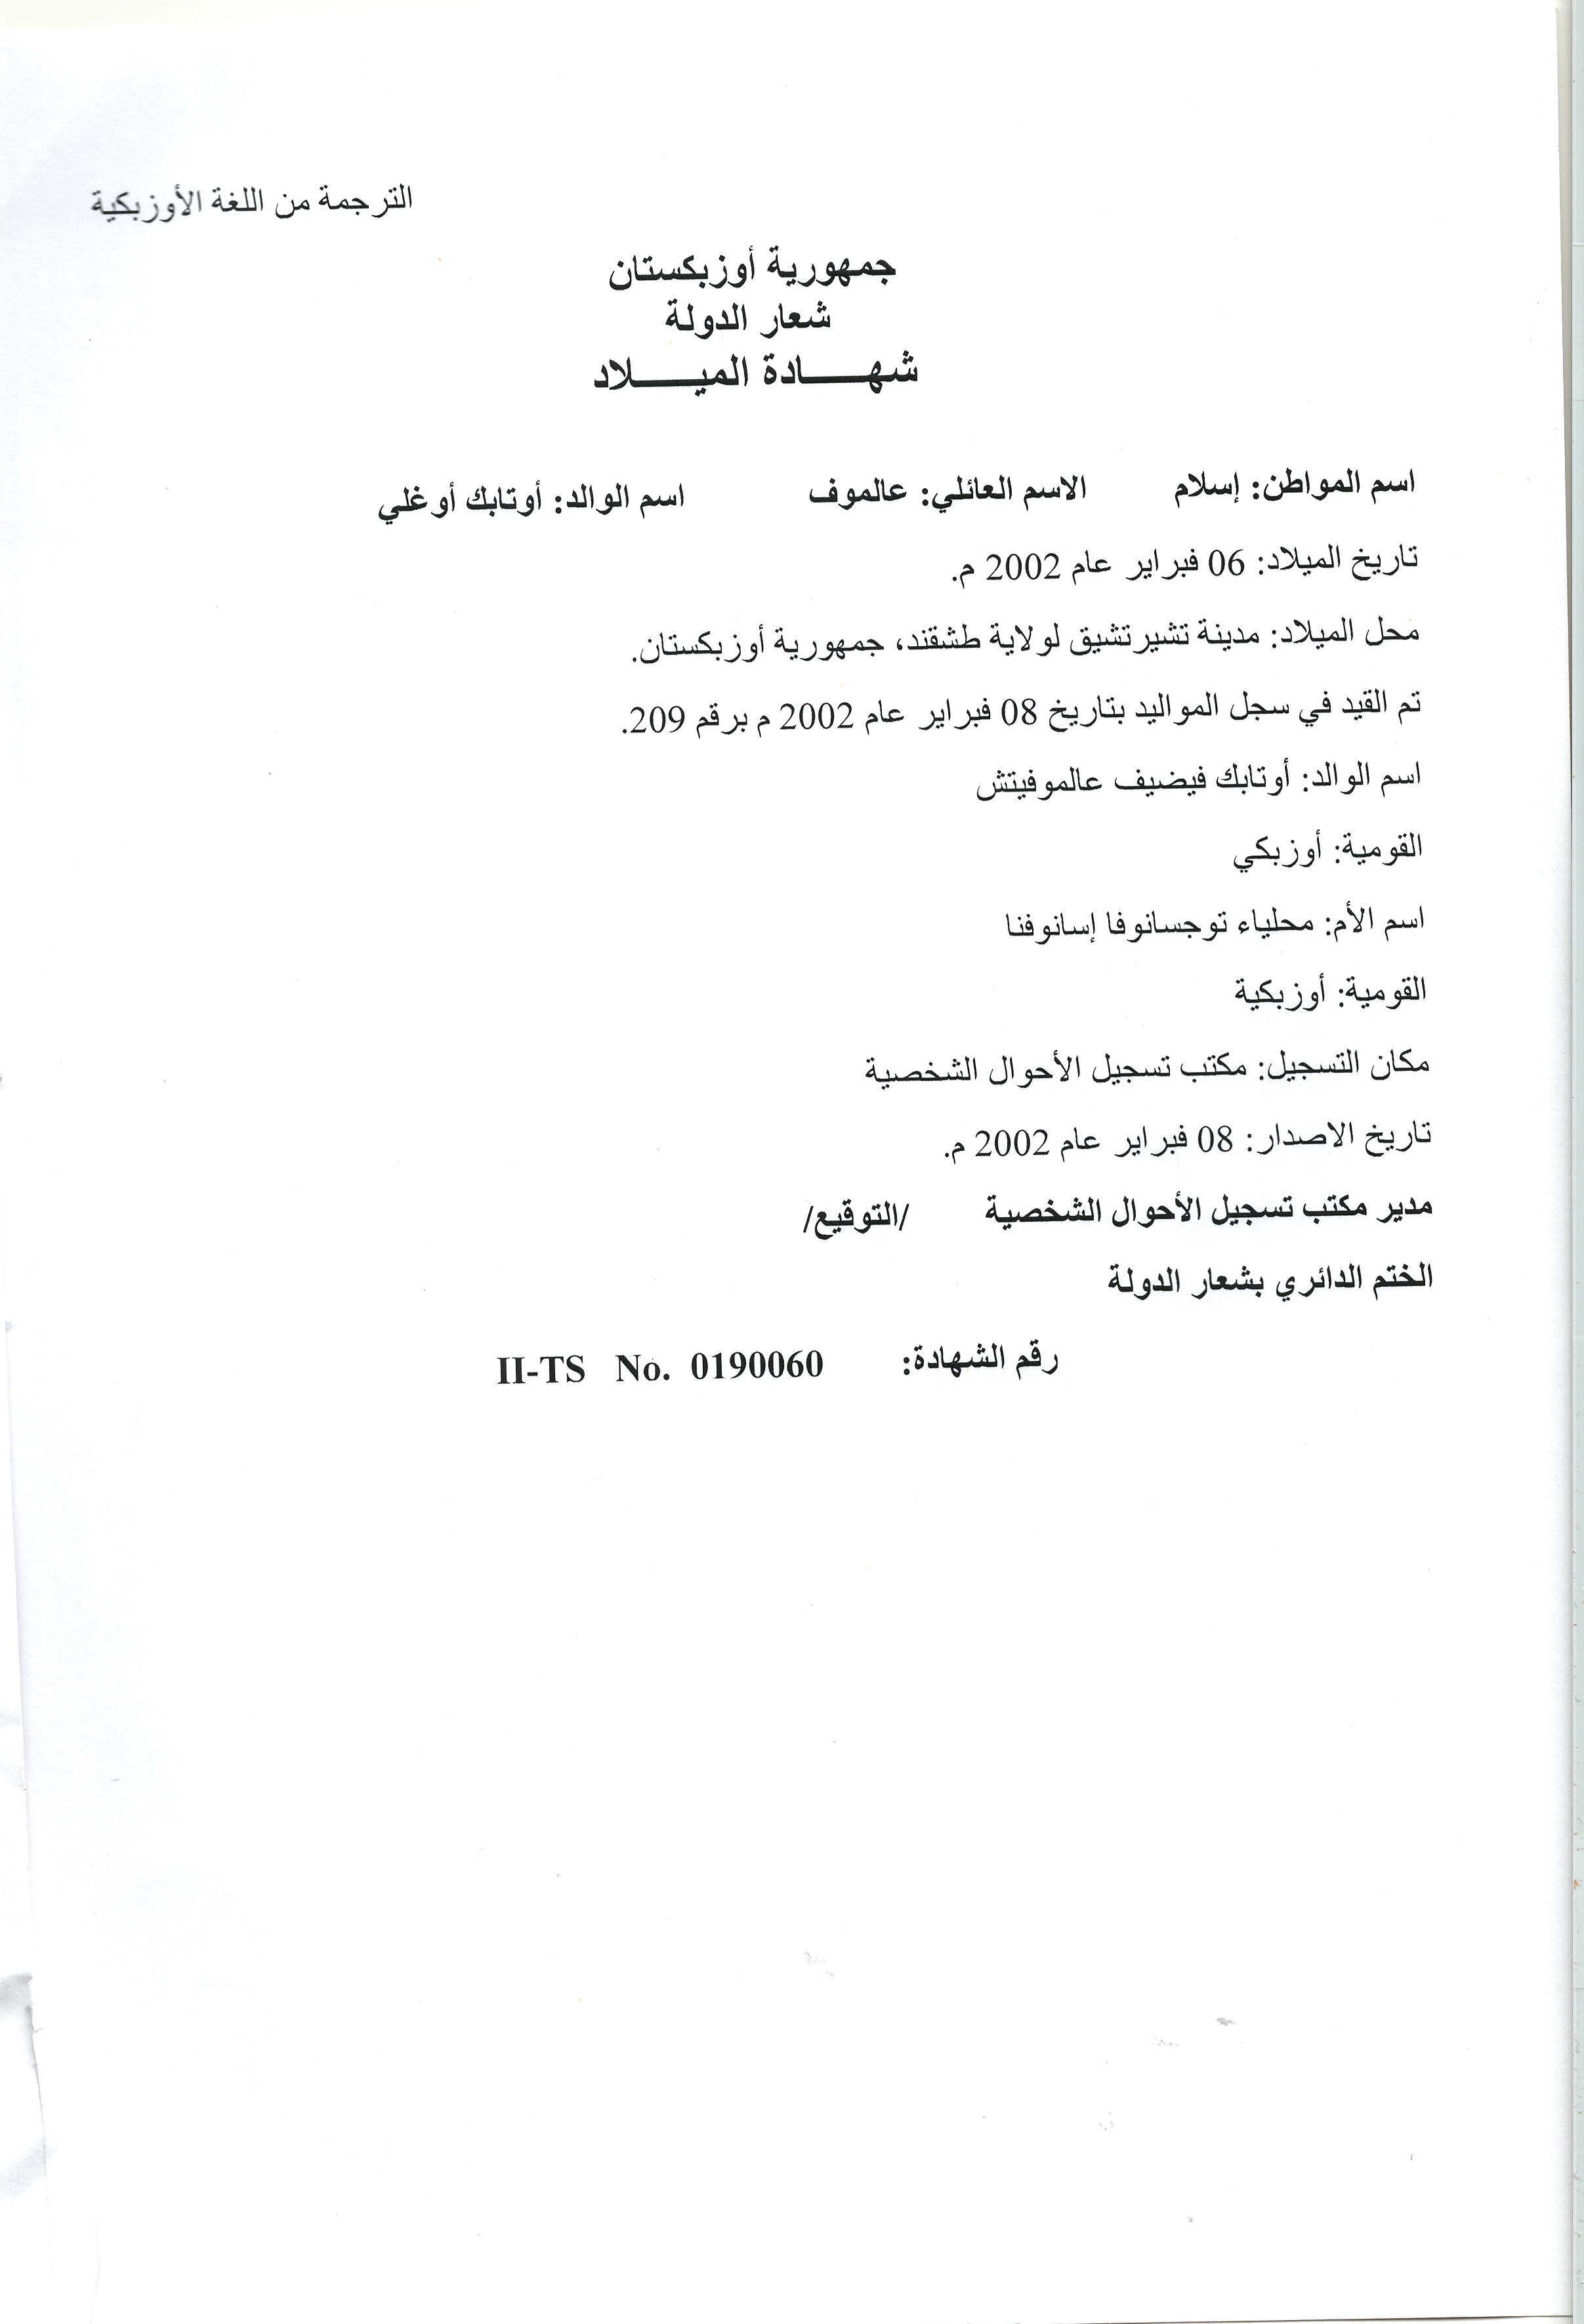 الترجمة من اللغة الأوزبكية
جمهورية أوزبكستان
شعار الدولة
شهـــــادة الميـــــلاد
اسم المواطن: إسلام الاسم العائلي: عالموف اسم الوالد: أوتابك أوغلي
تاريخ الميلاد: 06 فبراير عام 2002 م.
محل الميلاد: مدينة تشيرتشيق لولاية طشقند، جمهورية أوزبكستان.
تم القيد في سجل المواليد بتاريخ 08 فبراير عام 2002 م برقم 209.
اسم الوالد: أوتابك فيضيف عالموفيتش
القومية: أوزبكي
اسم الأم: محلياء توجسانوفا إسانوفنا
القومية: أوزبكية
مكان التسجيل: مكتب تسجيل الأحوال الشخصية
تاريخ الاصدار: 08 فبراير عام 2002 م.
مدير مكتب تسجيل الأحوال الشخصية /التوقيع/
الختم الدائري بشعار الدولة
رقم الشهادة: II-TS No. 0190060